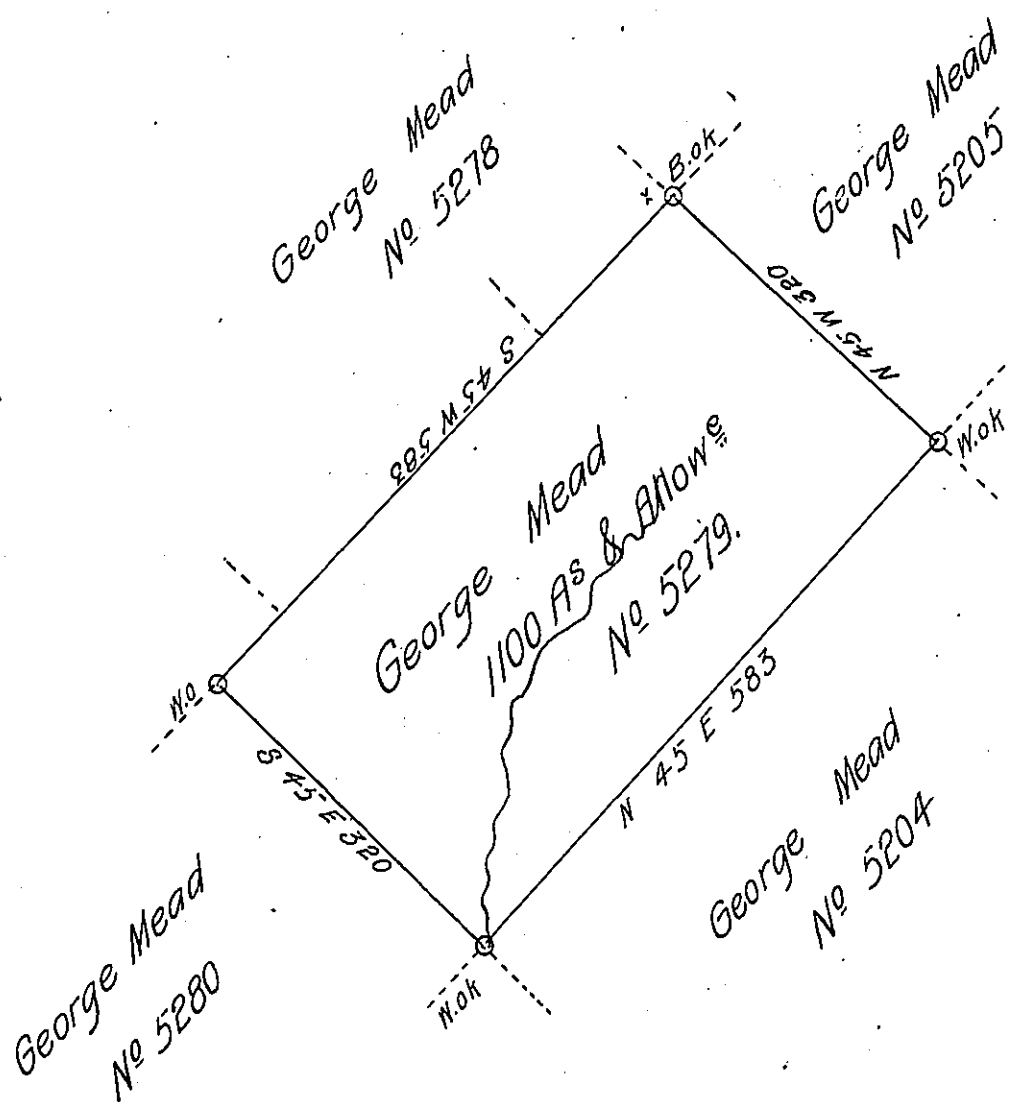 George Mead
Nº 5278
George Mead
Nº 5205
B.ok
x
N 45 W 320
W.ok
S 45 W 583
George Mead
1100 As & Allowe
Nº 5279.
W.o
S 45 E 320
N 45 E 583
W.ok
George Mead
Nº 5204
George Mead
Nº 5280